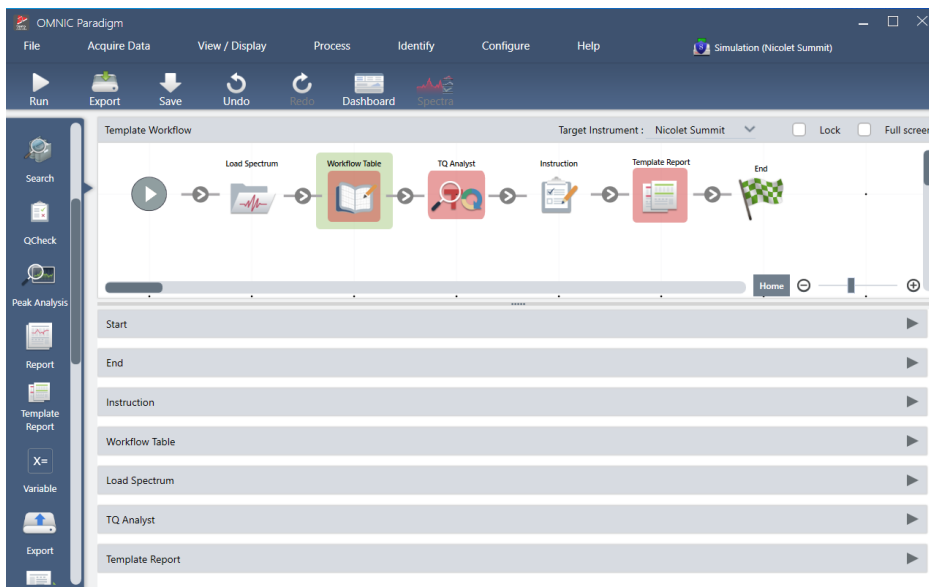 OMNIC Paradigm
File Acquire Data View / Display Process Identify Configure Help Simulation (Nicolet Summit)
Run Export Save Undo Redo Dashboard Spectra
Template Workflow Target Instrument : Nicolet Summit Lock Full screen
Load Spectrum Workflow Table TQ Analyst Instruction Template Report End
Home
Search
QCheck
Peak Analysis
Report
Template
Report
X=
Variable
Export
Start
End
Instruction
Workflow Table
Load Spectrum
TQ Analyst
Template Report